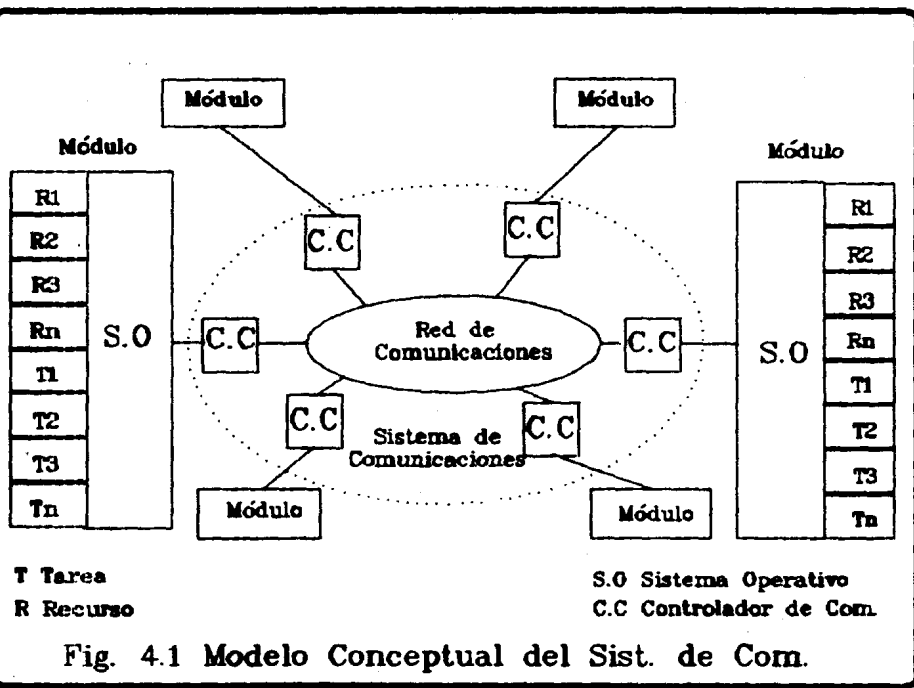 Módulo
Módulo
Módulo
Módulo
R1
R2
R3
Rn
T1
T2
T3
Tn
S.O
C.C
C.C
C.C
C.C
C.C
C.C
Red de
Comunicaciones
Sistema de
Comunicaciones
S.O
R1
R2
R3
Rn
T1
T2
T3
Tn
Módulo
Módulo
T Tarea
R Recurso
S.O Sistema Operativo
C.C Controlador de Com.
Fig. 4.1 Modelo Conceptual del Sist. de Com.